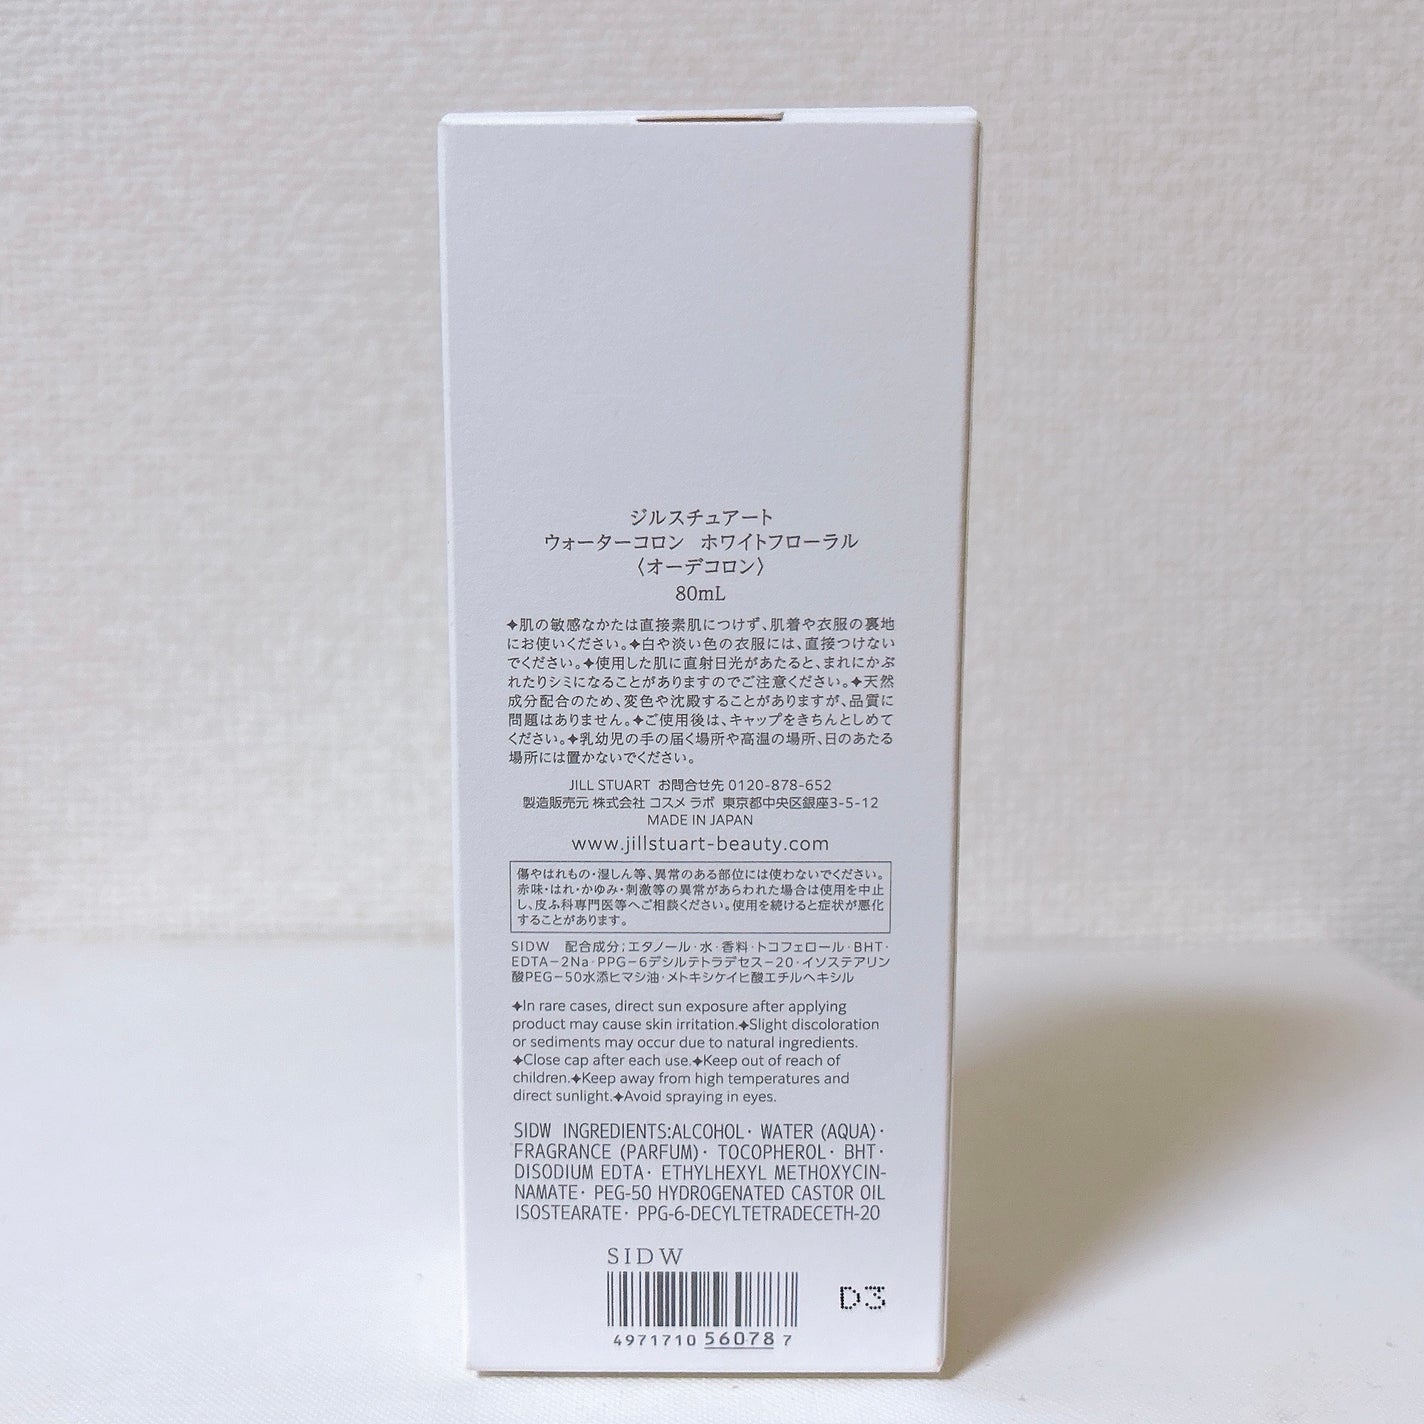 ジルスチュアート
ウォーターコロン ホワイトフローラル
〈オーデコロン〉
80mL
✦肌の敏感なかたは直接素肌につけず、肌着や衣服の裏地
にお使いください。✦白や淡い色の衣服には、直接つけない
でください。✦使用した肌に直射日光があたると、まれにかぶ
れたりシミになることがありますのでご注意ください。✦天然
成分配合のため、変色や沈殿することがありますが、品質に
問題はありません。✦ご使用後は、キャップをきちんとしめて
ください。✦乳幼児の手の届く場所や高温の場所、日のあたる
場所には置かないでください。
JILL STUART お問合せ先 0120-878-652
製造販売元 株式会社 コスメ ラボ 東京都中央区銀座3-5-12
MADE IN JAPAN
www.jillstuart-beauty.com
傷やはれもの・湿しん等、異常のある部位には使わないでください。
赤味・はれ・かゆみ・刺激等の異常があらわれた場合は使用を中止
し、皮ふ科専門医等へご相談ください。使用を続けると症状が悪化
することがあります。
SIDW 配合成分;エタノール・水・香料・トコフェロール・BHT・
EDTA−2Na・PPG−6デシルテトラデセス−20・イソステアリン
酸PEG−50水添ヒマシ油・メトキシケイヒ酸エチルヘキシル
✦In rare cases, direct sun exposure after applying
product may cause skin irritation.✦Slight discoloration
or sediments may occur due to natural ingredients.
✦Close cap after each use.✦Keep out of reach of
children.✦Keep away from high temperatures and
direct sunlight.✦Avoid spraying in eyes.
SIDW INGREDIENTS:ALCOHOL・ WATER (AQUA)・
FRAGRANCE (PARFUM)・ TOCOPHEROL・ BHT・
DISODIUM EDTA・ ETHYLHEXYL METHOXYCIN-
NAMATE・ PEG-50 HYDROGENATED CASTOR OIL
ISOSTEARATE・ PPG-6-DECYLTETRADECETH-20
SIDW
D3
4971710 560787